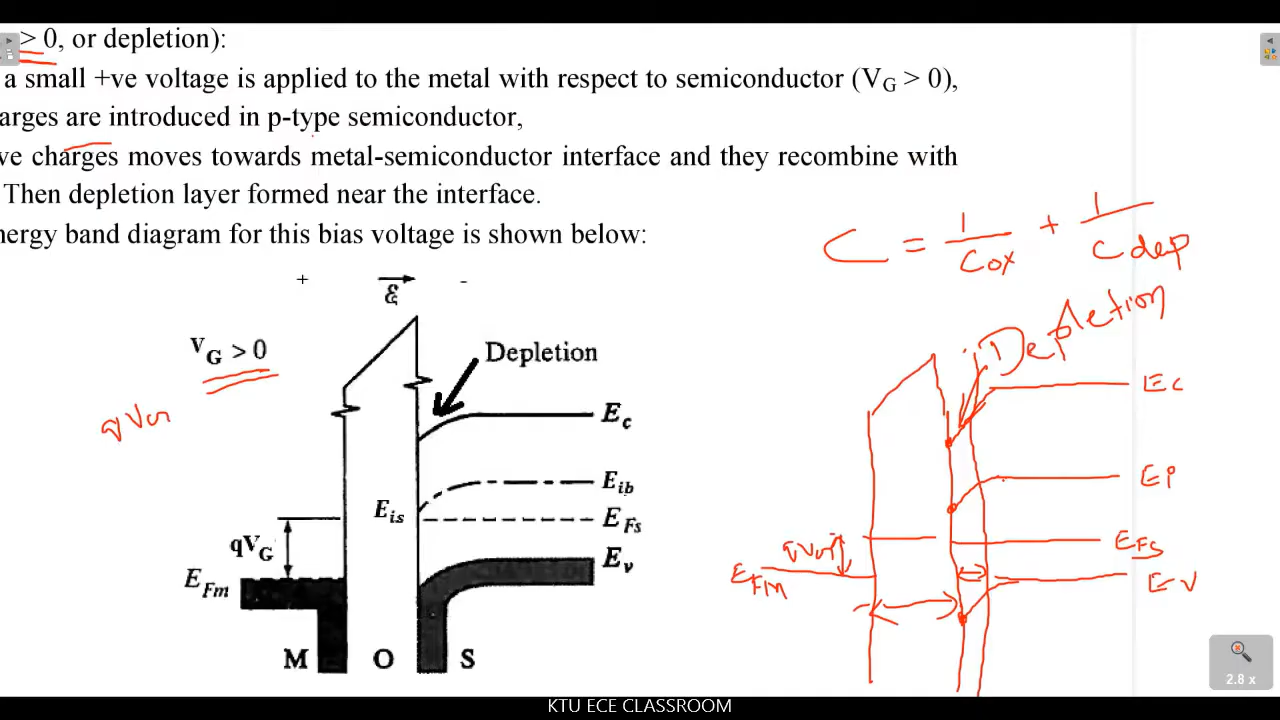 > 0, or depletion):
a small +ve voltage is applied to the metal with respect to semiconductor (VG > 0),
arges are introduced in p-type semiconductor,
ve charges moves towards metal-semiconductor interface and they recombine with
Then depletion layer formed near the interface.
nergy band diagram for this bias voltage is shown below:
C = 1/Cox + 1/Cdep
+ ℰ -
VG > 0
Depletion
Depletion
Ec
Ec
qVG
Eib
Ei
Eis
EFs
EFS
qVG
Ev
qVG
EFm
EFM
EV
M O S
2.8 x
KTU ECE CLASSROOM